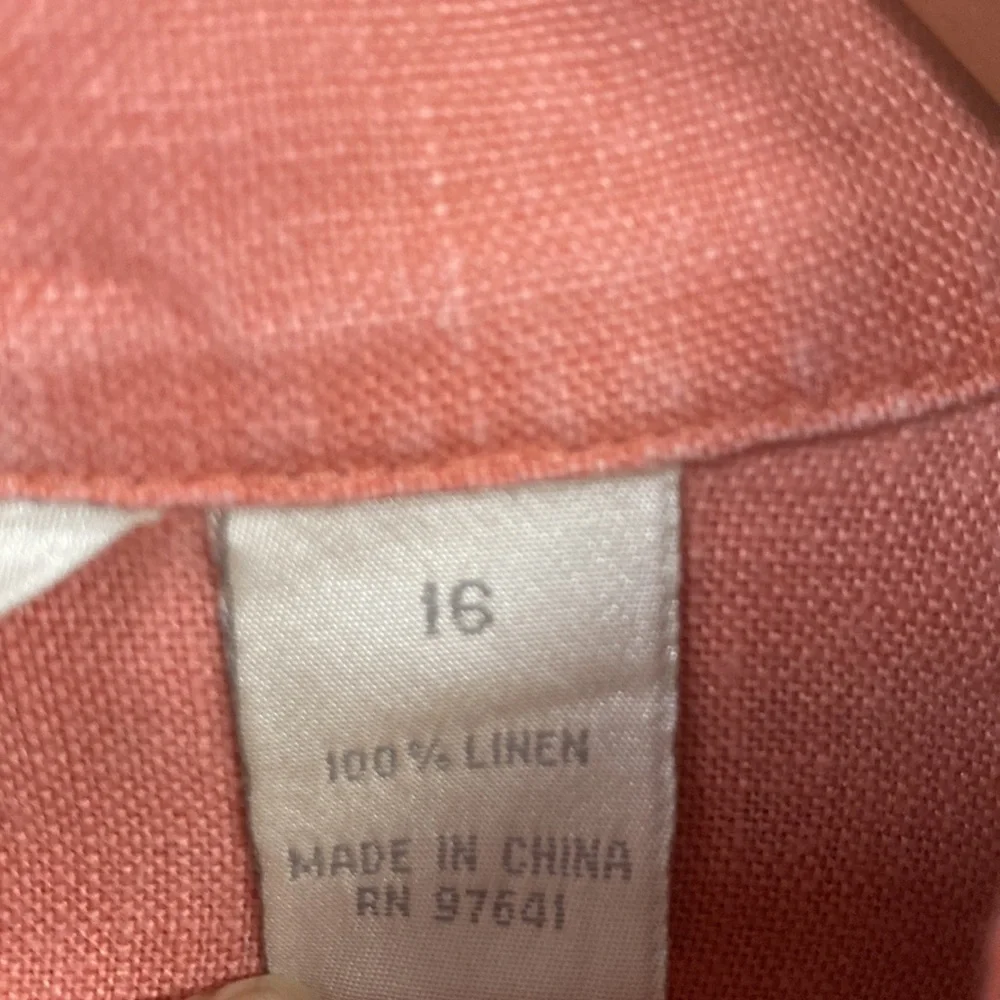 16
100% LINEN
MADE IN CHINA
RN 97641